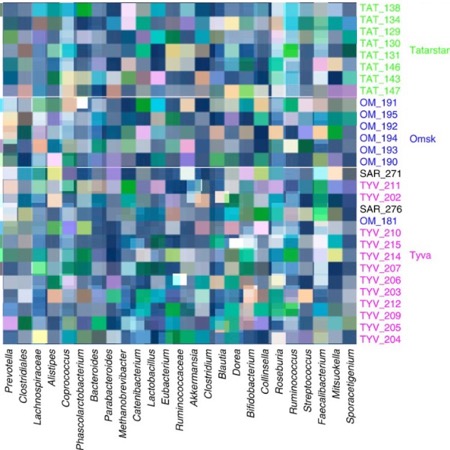 TAT_138
TAT_134
TAT_129
TAT_130
TAT_131
TAT_146
TAT_143
TAT_147
Tatarstar
OM_191
OM_195
OM_192
OM_194
OM_193
OM_190
Omsk
SAR_271
TYV_211
TYV_202
SAR_276
OM_181
TYV_210
TYV_215
TYV_214
TYV_207
TYV_206
TYV_203
TYV_212
TYV_209
TYV_205
TYV_204
Tyva
Prevotella
Clostridiales
Lachnospiraceae
Alistipes
Coprococcus
Phascolarctobacterium
Bacteroides
Parabacteroides
Methanobrevibacter
Catenibacterium
Lactobacillus
Eubacterium
Ruminococcaceae
Akkermansia
Clostridium
Blautia
Dorea
Bifidobacterium
Collinsella
Roseburia
Ruminococcus
Streptococcus
Faecalibacterium
Mitsuokella
Sporacetigenium